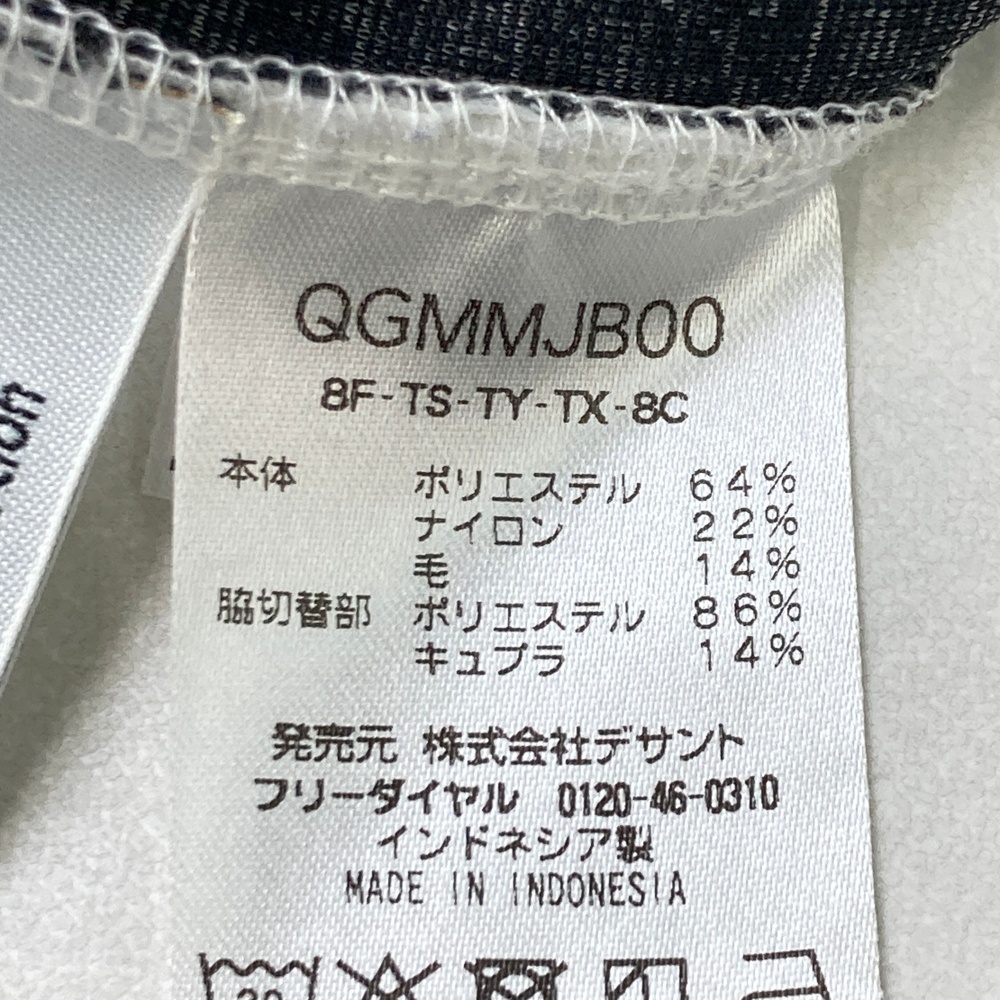 QGMMJB00
8F-TS-TY-TX-8C
本体 ポリエステル 64%
ナイロン 22%
毛 14%
脇切替部 ポリエステル 86%
キュプラ 14%
発売元 株式会社デサント
フリーダイヤル 0120-46-0310
インドネシア製
MADE IN INDONESIA